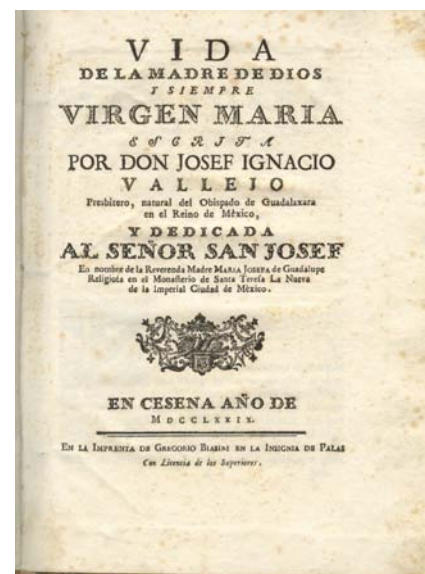 VIDA
DE LA MADRE DE DIOS
Y SIEMPRE
VIRGEN MARIA
ESCRITA
POR DON JOSEF IGNACIO
VALLEJO
Presbitero, natural del Obispado de Guadalaxara
en el Reino de Mèxico,
Y DEDICADA
AL SEÑOR SAN JOSEF
En nombre de la Reverenda Madre MARIA JOSEFA de Guadalupe
Religiosa en el Monasterio de Santa Teresa La Nueva
de la Imperial Ciudad de Mèxico.
EN CESENA AÑO DE
MDCCLXXIX.
EN LA IMPRENTA DE GREGORIO BIASINI EN LA INSIGNIA DE PALAS
Con Licencia de los Superiores.